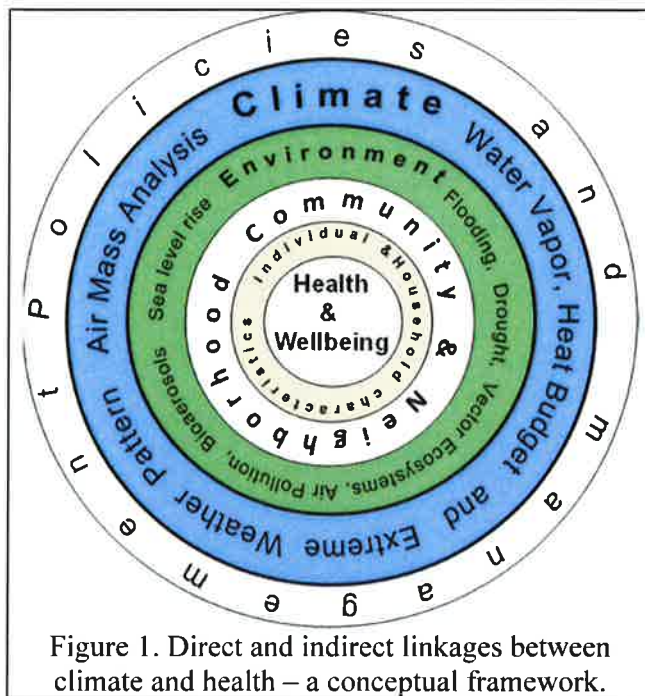 Policies and management
Climate
Water Vapor, Heat Budget and Extreme Weather Pattern
Air Mass Analysis
Environment
Flooding, Drought, Vector Ecosystems, Air Pollution, Bioaerosols
Sea level rise
Community & Neighborhood
Individual & Household characteristics
Health
&
Wellbeing
Figure 1. Direct and indirect linkages between
climate and health – a conceptual framework.